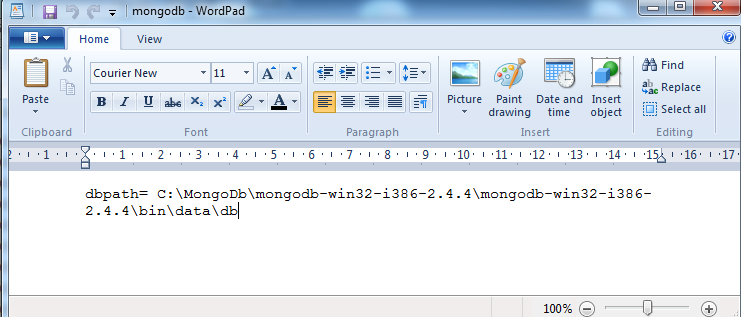 mongodb - WordPad
Home View
Courier New 11 A A
Paste
B I U abc X₂ X² A
Picture
Paint drawing
Date and time
Insert object
Find
Replace
Select all
Clipboard Font Paragraph Insert Editing
2 1 1 2 3 4 5 6 7 8 9 10 11 12 13 14 15 16 17
dbpath= C:\MongoDb\mongodb-win32-i386-2.4.4\mongodb-win32-i386-
2.4.4\bin\data\db
100%